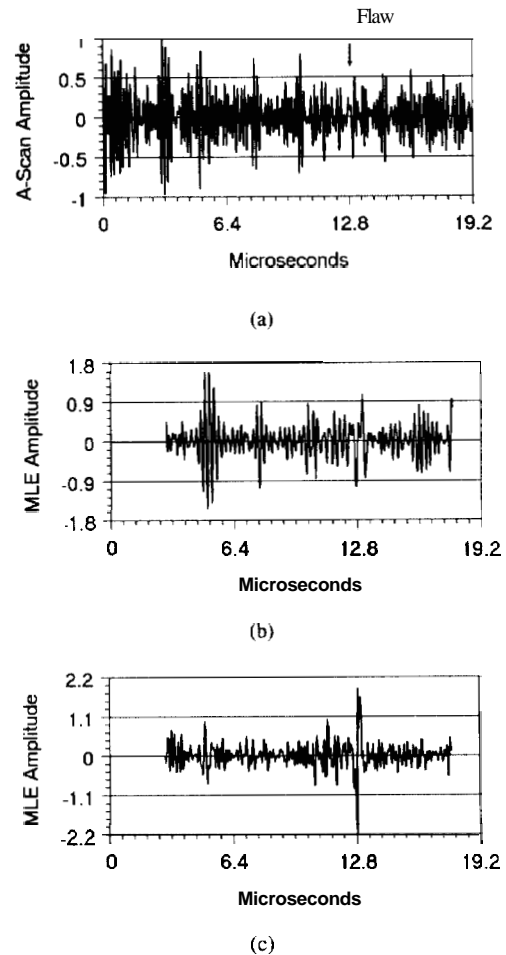 Flaw
A-Scan Amplitude
1
0.5
0
-0.5
-1
0 6.4 12.8 19.2
Microseconds
(a)
MLE Amplitude
1.8
0.9
0
-0.9
-1.8
0 6.4 12.8 19.2
Microseconds
(b)
MLE Amplitude
2.2
1.1
0
-1.1
-2.2
0 6.4 12.8 19.2
Microseconds
(c)